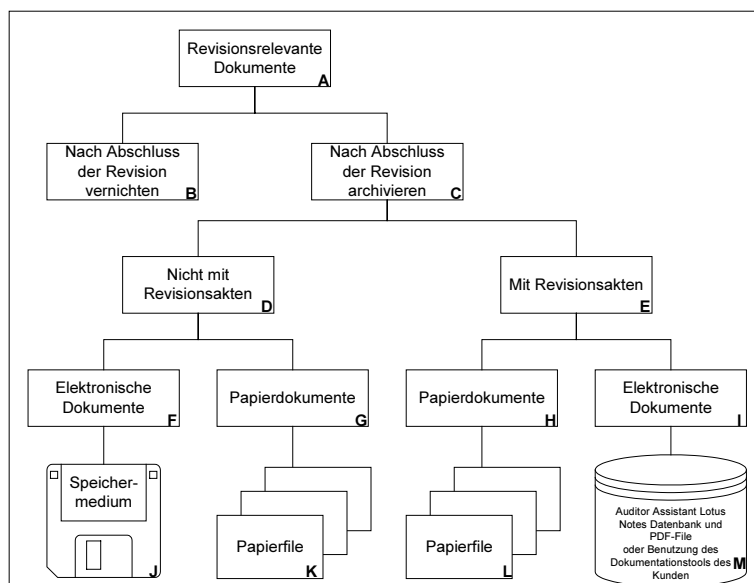 Revisionsrelevante
Dokumente
A
Nach Abschluss
der Revision
vernichten
B
Nach Abschluss
der Revision
archivieren
C
Nicht mit
Revisionsakten
D
Mit Revisionsakten
E
Elektronische
Dokumente
F
Papierdokumente
G
Papierdokumente
H
Elektronische
Dokumente
I
Speicher-
medium
J
Papierfile
K
Papierfile
L
Auditor Assistant Lotus
Notes Datenbank und
PDF-File
oder Benutzung des
Dokumentationstools des
Kunden
M